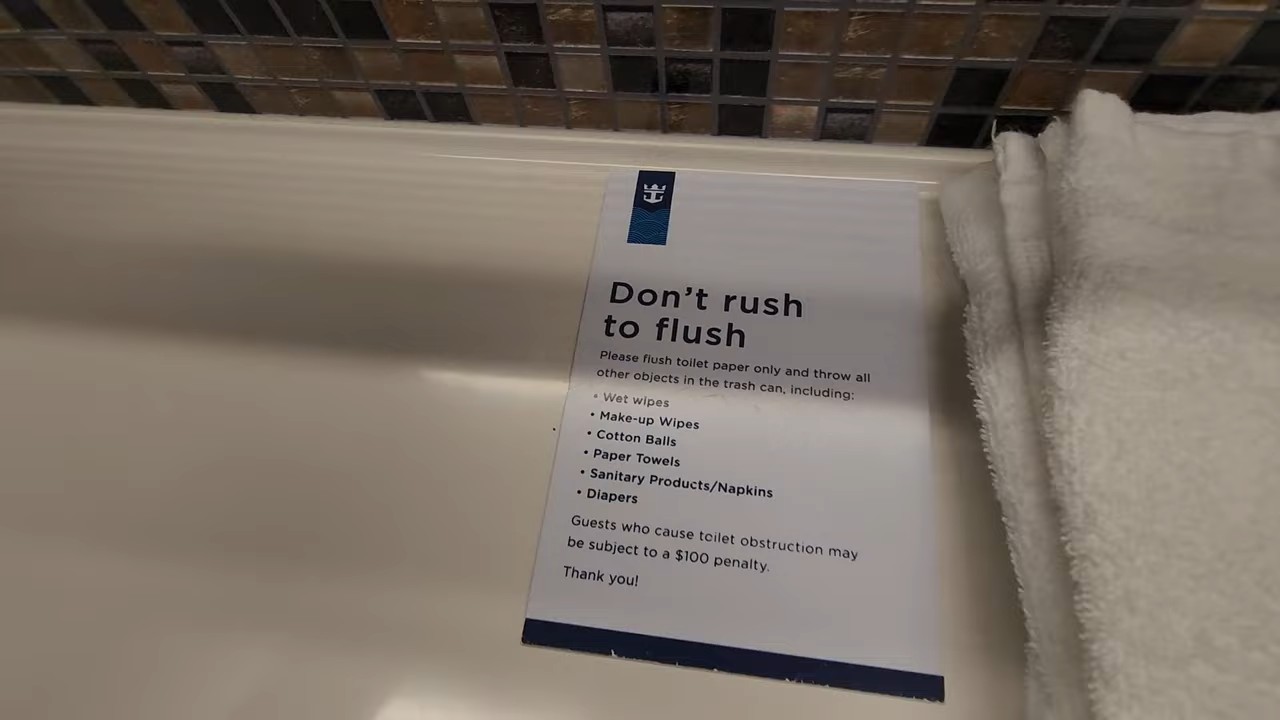 Don't rush
to flush
Please flush toilet paper only and throw all
other objects in the trash can, including:
• Wet wipes
• Make-up Wipes
• Cotton Balls
• Paper Towels
• Sanitary Products/Napkins
• Diapers
Guests who cause toilet obstruction may
be subject to a $100 penalty.
Thank you!